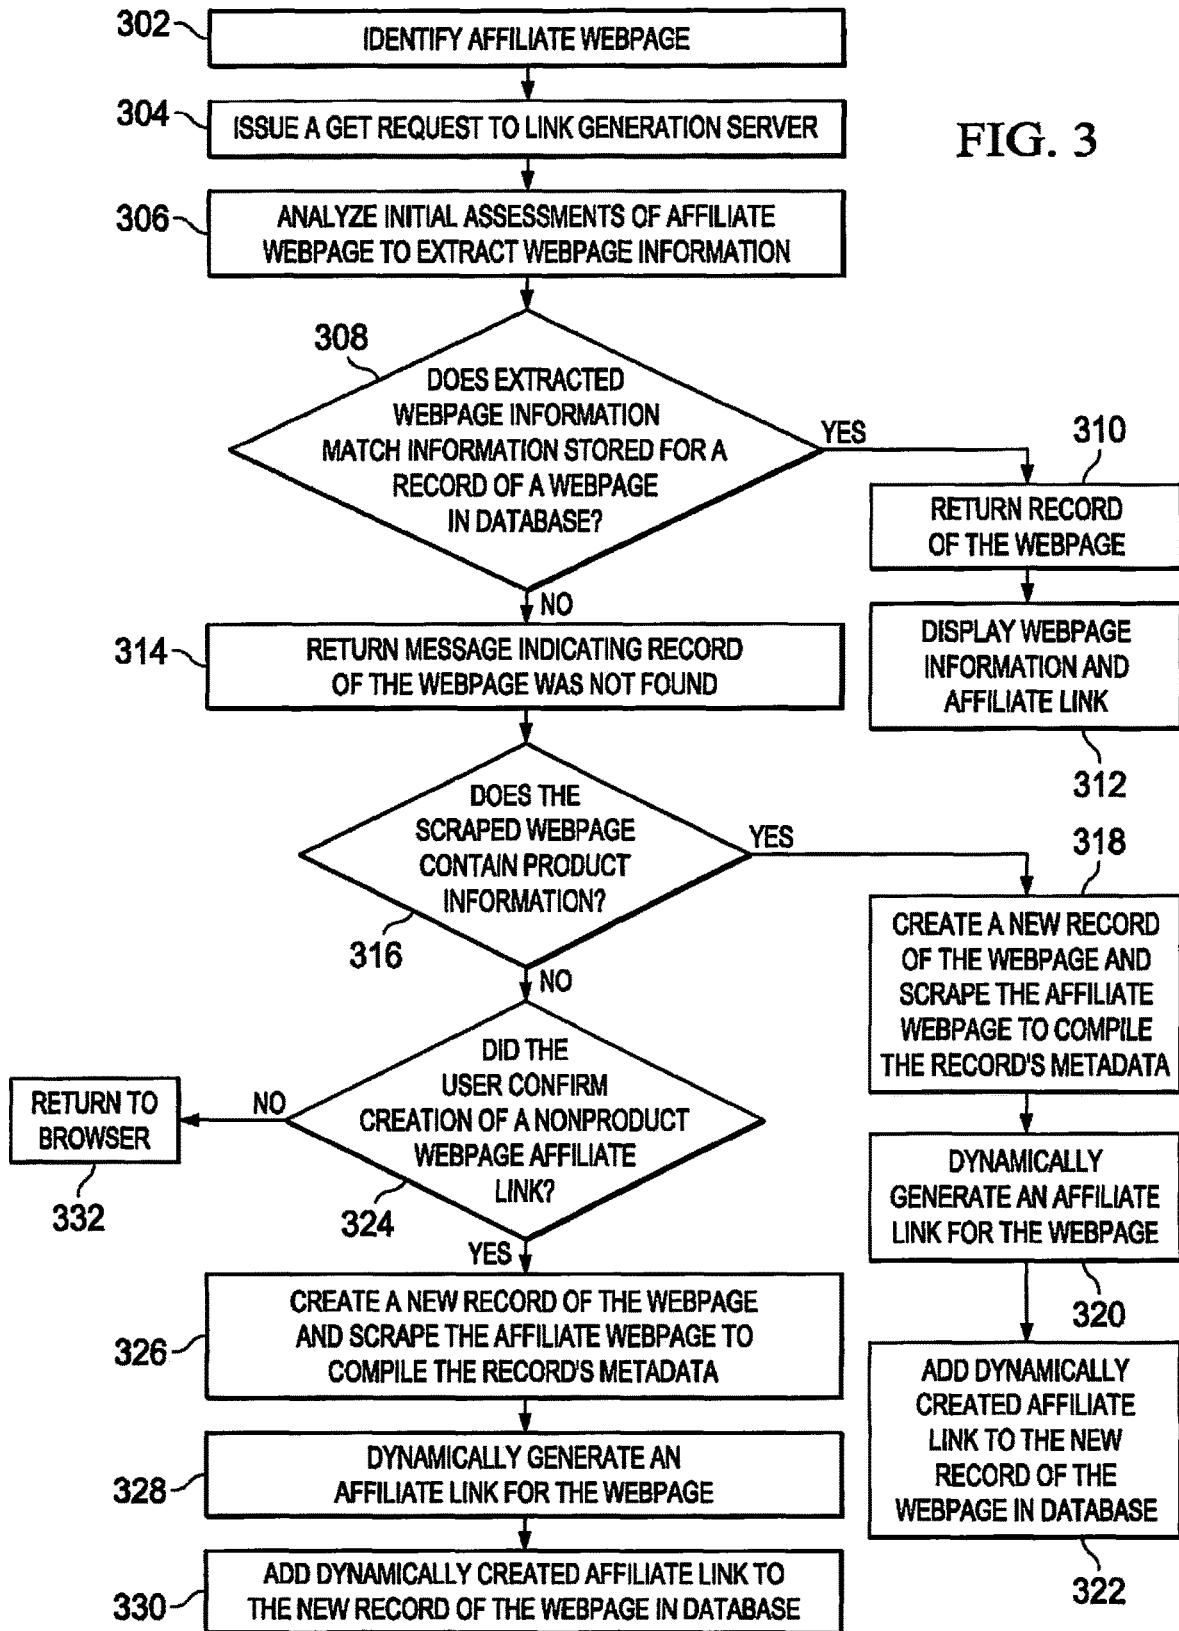 302
IDENTIFY AFFILIATE WEBPAGE
304
ISSUE A GET REQUEST TO LINK GENERATION SERVER
FIG. 3
306
ANALYZE INITIAL ASSESSMENTS OF AFFILIATE
WEBPAGE TO EXTRACT WEBPAGE INFORMATION
308
DOES EXTRACTED
WEBPAGE INFORMATION
MATCH INFORMATION STORED FOR A
RECORD OF A WEBPAGE
IN DATABASE?
YES
310
RETURN RECORD
OF THE WEBPAGE
DISPLAY WEBPAGE
INFORMATION AND
AFFILIATE LINK
312
NO
314
RETURN MESSAGE INDICATING RECORD
OF THE WEBPAGE WAS NOT FOUND
DOES THE
SCRAPED WEBPAGE
CONTAIN PRODUCT
INFORMATION?
316
YES
318
CREATE A NEW RECORD
OF THE WEBPAGE AND
SCRAPE THE AFFILIATE
WEBPAGE TO COMPILE
THE RECORD'S METADATA
DYNAMICALLY
GENERATE AN AFFILIATE
LINK FOR THE WEBPAGE
320
ADD DYNAMICALLY
CREATED AFFILIATE
LINK TO THE NEW
RECORD OF THE
WEBPAGE IN DATABASE
322
NO
DID THE
USER CONFIRM
CREATION OF A NONPRODUCT
WEBPAGE AFFILIATE
LINK?
324
NO
RETURN TO
BROWSER
332
YES
326
CREATE A NEW RECORD OF THE WEBPAGE
AND SCRAPE THE AFFILIATE WEBPAGE TO
COMPILE THE RECORD'S METADATA
328
DYNAMICALLY GENERATE AN
AFFILIATE LINK FOR THE WEBPAGE
330
ADD DYNAMICALLY CREATED AFFILIATE LINK TO
THE NEW RECORD OF THE WEBPAGE IN DATABASE